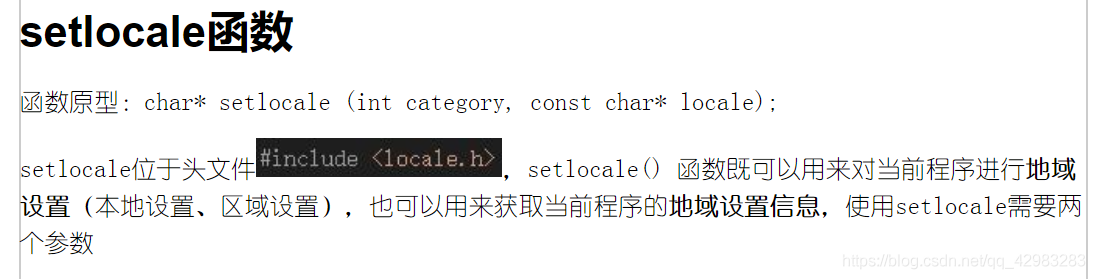 setlocale函数
函数原型: char* setlocale (int category, const char* locale);
setlocale位于头文件#include <locale.h>，setlocale() 函数既可以用来对当前程序进行地域
设置（本地设置、区域设置），也可以用来获取当前程序的地域设置信息，使用setlocale需要两
个参数
https://blog.csdn.net/qq_42983283